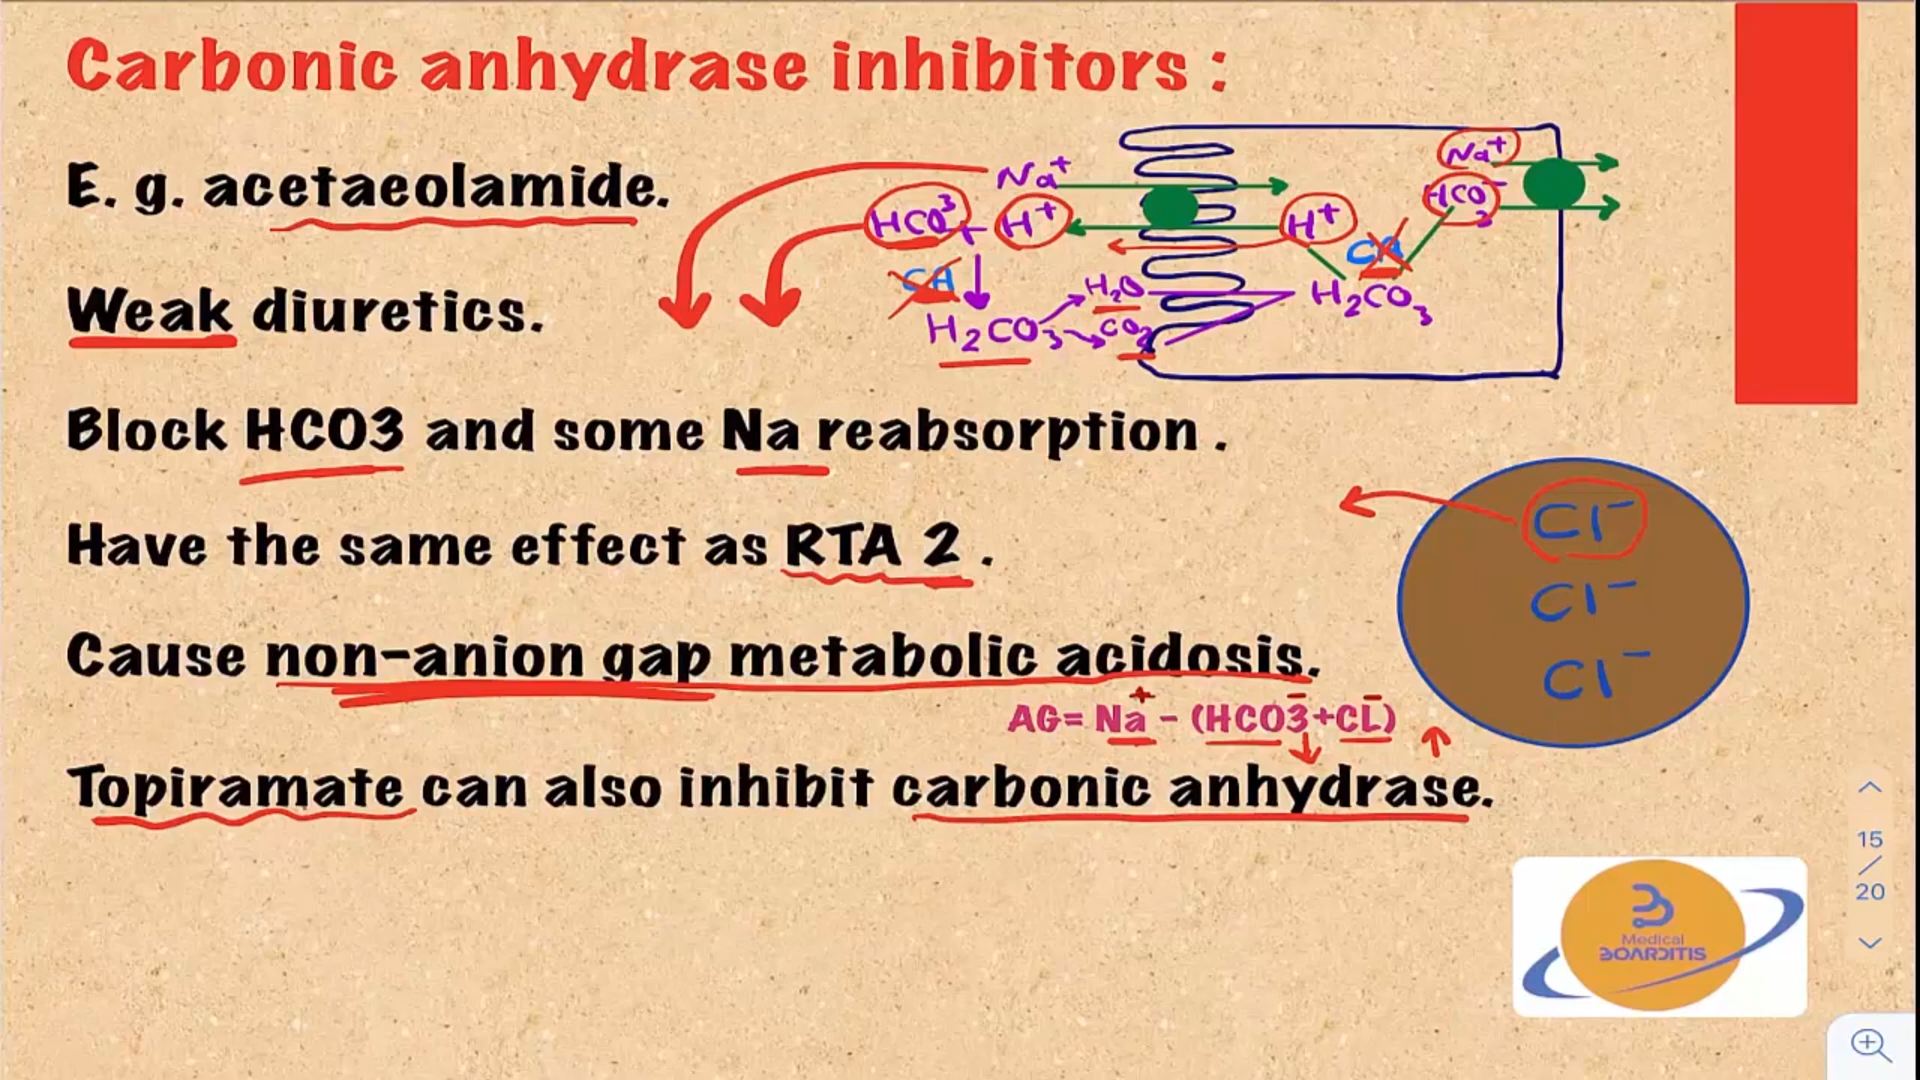 Carbonic anhydrase inhibitors :
E. g. acetaeolamide.
Weak diuretics.
Block HCO3 and some Na reabsorption .
Have the same effect as RTA 2 .
Cause non-anion gap metabolic acidosis.
AG= Na+ - (HCO3-+CL-)
Topiramate can also inhibit carbonic anhydrase.
Na+
HCO3- + H+
CA
H2CO3
H2O
CO2
H+
CA
H2CO3
Na+
HCO3-
Cl-
Cl-
Cl-
15
/
20
Medical
BOARDITIS